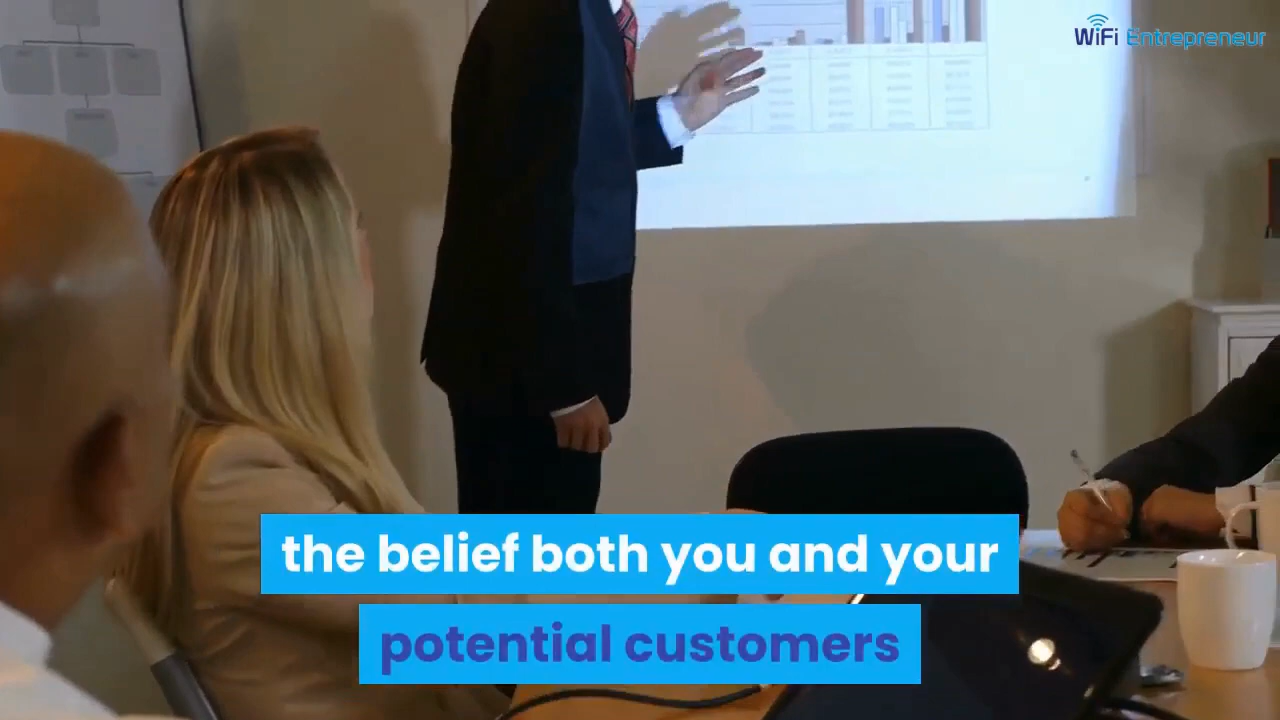 WiFi Entrepreneur
the belief both you and your
potential customers